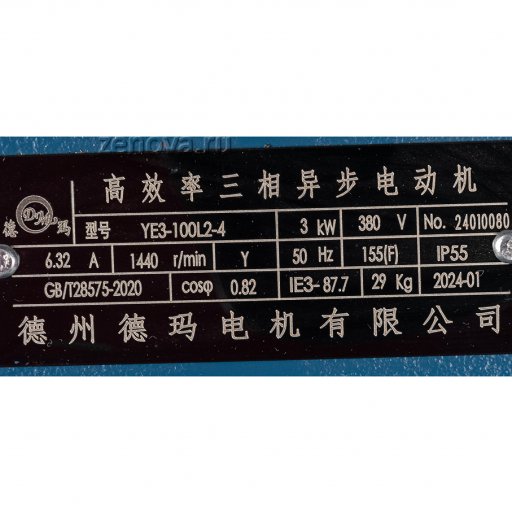 zenova.ru
高效率三相异步电动机
DM
德 玛
型号 YE3-100L2-4 3 kW 380 V No. 24010080
6.32 A 1440 r/min Y 50 Hz 155(F) IP55
GB/T28575-2020 cosφ 0.82 IE3-87.7 29 Kg 2024-01
德州德玛电机有限公司